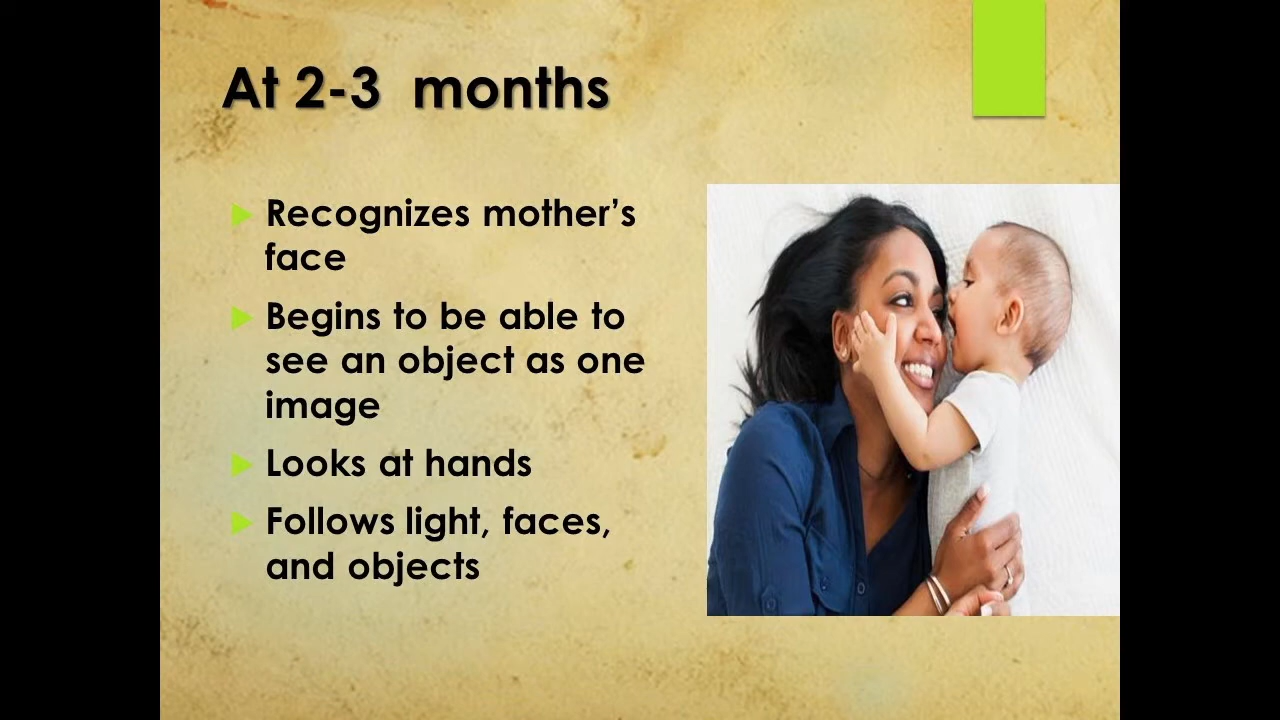 At 2-3  months
Recognizes mother's
face
Begins to be able to
see an object as one
image
Looks at hands
Follows light, faces,
and objects